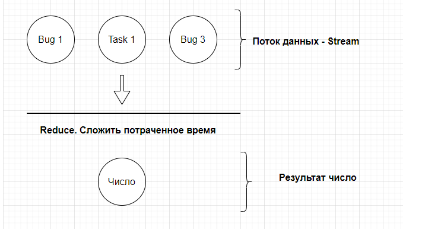 Bug 1
Task 1
Bug 3
Поток данных - Stream
Reduce. Сложить потраченное время
Число
Результат число